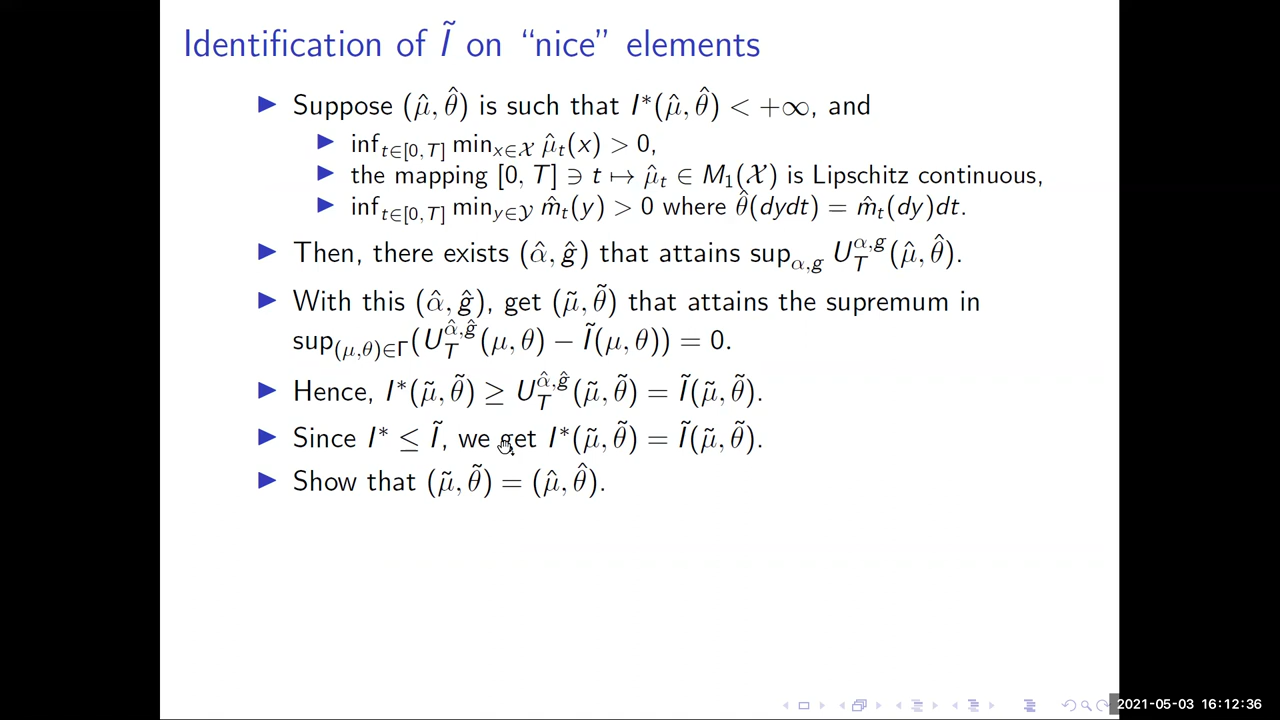 Identification of Ĩ on “nice” elements
▶ Suppose (μ̂, θ̂) is such that I*(μ̂, θ̂) < +∞, and
▶ inf_{t∈[0,T]} min_{x∈𝒳} μ̂_t(x) > 0,
▶ the mapping [0, T] ∋ t ↦ μ̂_t ∈ M₁(𝒳) is Lipschitz continuous,
▶ inf_{t∈[0,T]} min_{y∈𝒴} m̂_t(y) > 0 where θ̂(dydt) = m̂_t(dy)dt.
▶ Then, there exists (α̂, ĝ) that attains sup_{α,g} U_T^{α,g}(μ̂, θ̂).
▶ With this (α̂, ĝ), get (μ̃, θ̃) that attains the supremum in
sup_{(μ,θ)∈Γ}(U_T^{α̂,ĝ}(μ, θ) − Ĩ(μ, θ)) = 0.
▶ Hence, I*(μ̃, θ̃) ≥ U_T^{α̂,ĝ}(μ̃, θ̃) = Ĩ(μ̃, θ̃).
▶ Since I* ≤ Ĩ, we get I*(μ̃, θ̃) = Ĩ(μ̃, θ̃).
▶ Show that (μ̃, θ̃) = (μ̂, θ̂).
2021-05-03 16:12:36